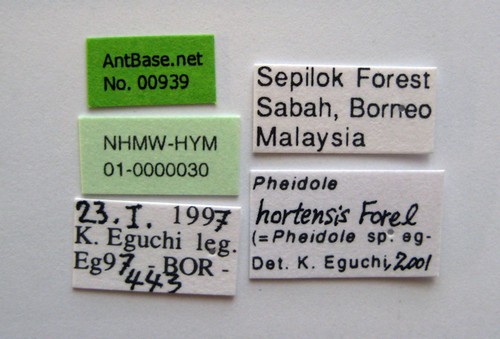 AntBase.net
No. 00939
NHMW-HYM
01-0000030
23. I. 1997
K. Eguchi leg.
Eg97 - BOR -
443
Sepilok Forest
Sabah, Borneo
Malaysia
Pheidole
hortensis Forel
(=Pheidole sp. eg-
Det. K. Eguchi, 2001